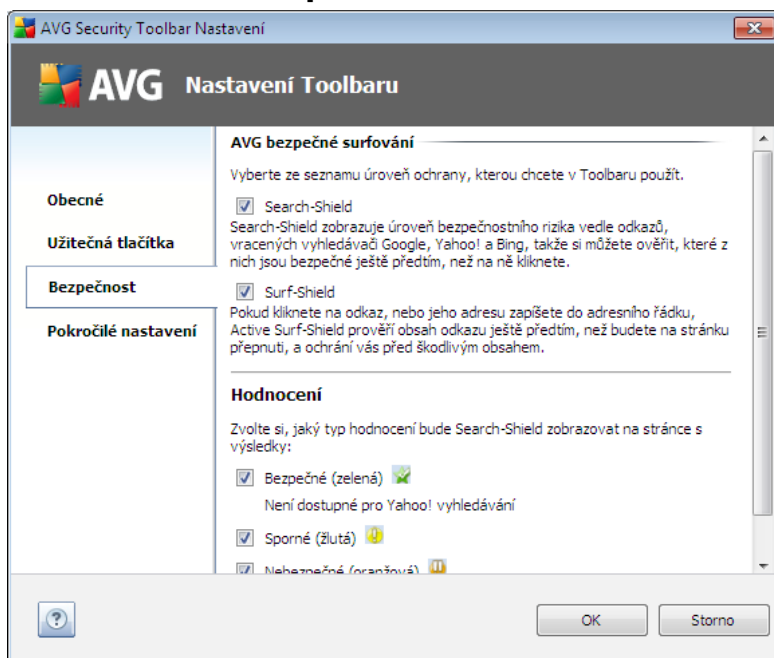 AVG Security Toolbar Nastavení
AVG Nastavení Toolbaru
Obecné
Užitečná tlačítka
Bezpečnost
Pokročilé nastavení
AVG bezpečné surfování
Vyberte ze seznamu úroveň ochrany, kterou chcete v Toolbaru použít.
Search-Shield
Search-Shield zobrazuje úroveň bezpečnostního rizika vedle odkazů,
vracených vyhledávači Google, Yahoo! a Bing, takže si můžete ověřit, které z
nich jsou bezpečné ještě předtím, než na ně kliknete.
Surf-Shield
Pokud kliknete na odkaz, nebo jeho adresu zapíšete do adresního řádku,
Active Surf-Shield prověří obsah odkazu ještě předtím, než budete na stránku
přepnuti, a ochrání vás před škodlivým obsahem.
Hodnocení
Zvolte si, jaký typ hodnocení bude Search-Shield zobrazovat na stránce s
výsledky:
Bezpečné (zelená)
Není dostupné pro Yahoo! vyhledávání
Sporné (žlutá)
Nebezpečné (oranžová)
?
OK
Storno